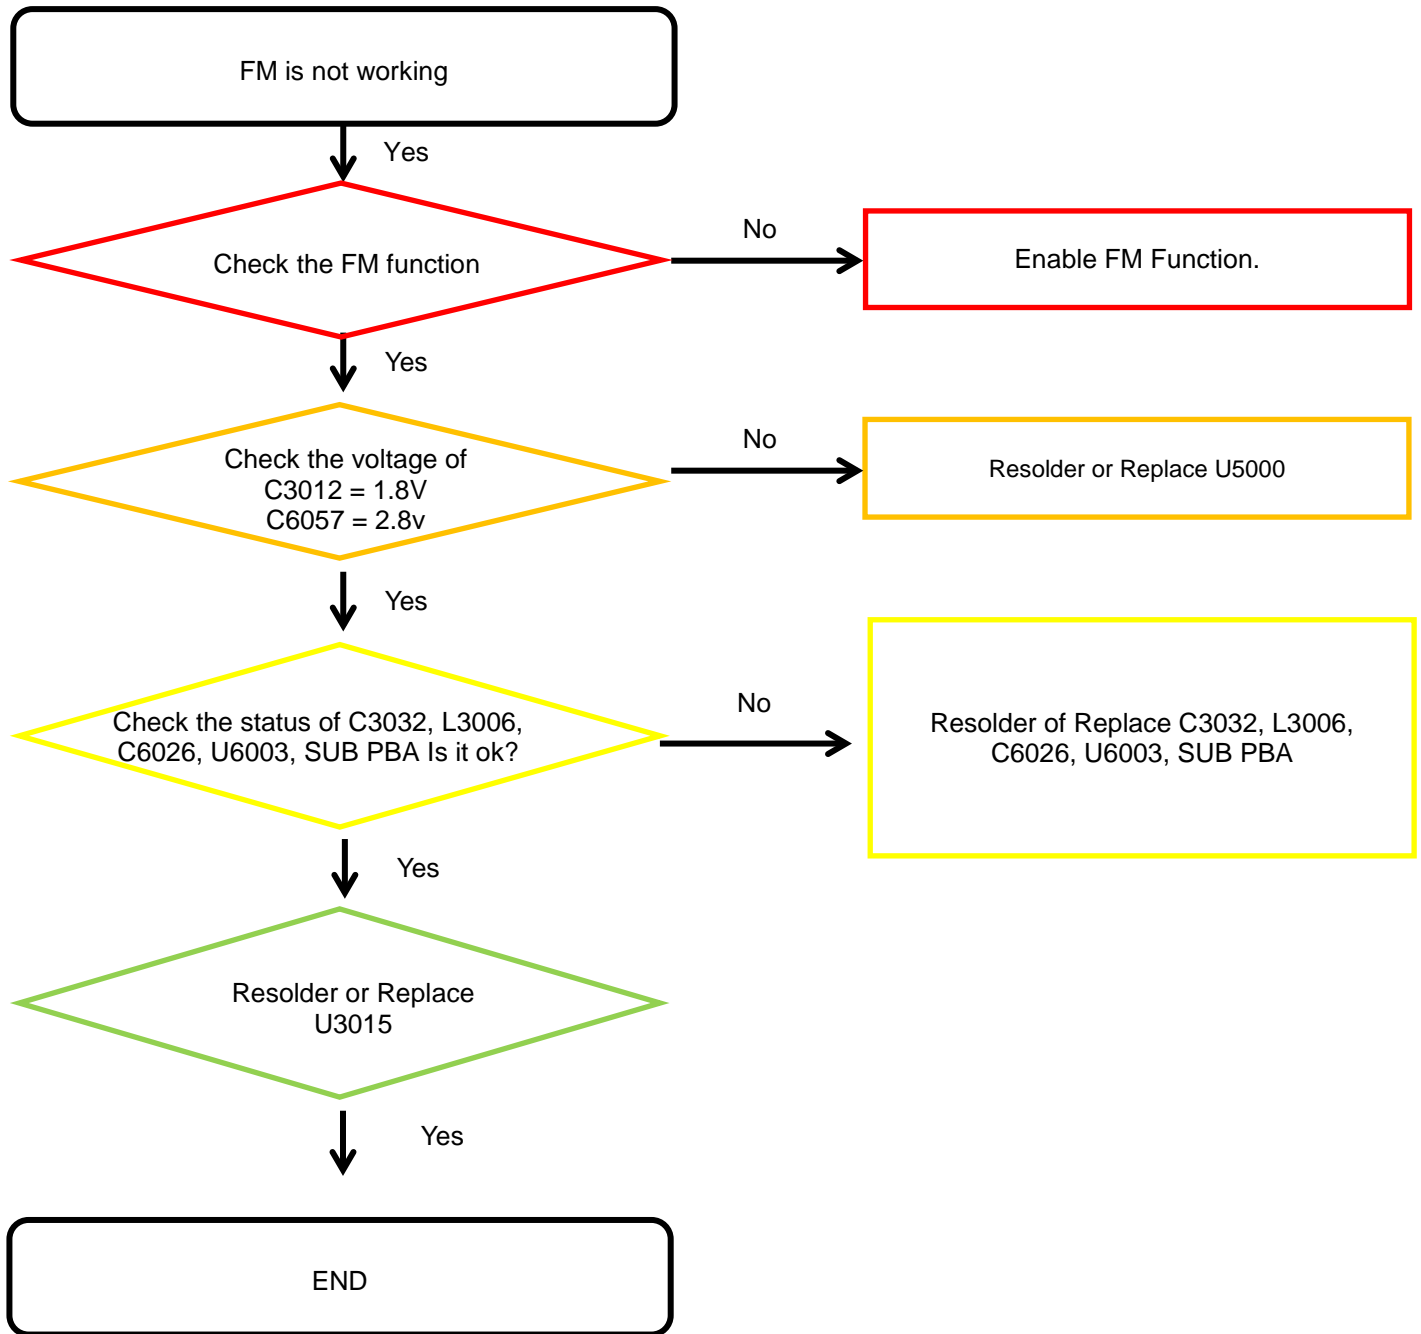 FM is not working
Yes
Check the FM function
No
Enable FM Function.
Yes
Check the voltage of
C3012 = 1.8V
C6057 = 2.8v
No
Resolder or Replace U5000
Yes
Check the status of C3032, L3006,
C6026, U6003, SUB PBA Is it ok?
No
Resolder of Replace C3032, L3006,
C6026, U6003, SUB PBA
Yes
Resolder or Replace
U3015
Yes
END